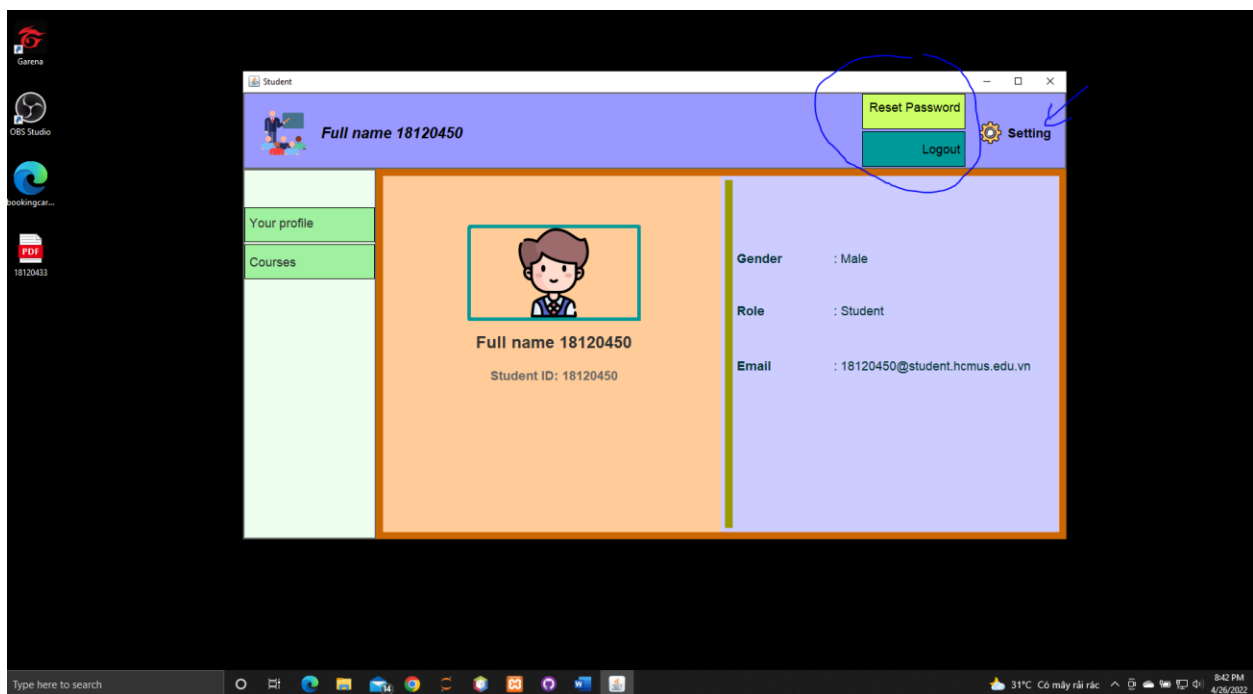 Garena
OBS Studio
bookingcar...
PDF
18120433
Student
Full name 18120450
Reset Password
Logout
Setting
Your profile
Courses
Full name 18120450
Student ID: 18120450
Gender : Male
Role : Student
Email : 18120450@student.hcmus.edu.vn
Type here to search
14
31°C Có mây rải rác
8:42 PM
4/26/2022